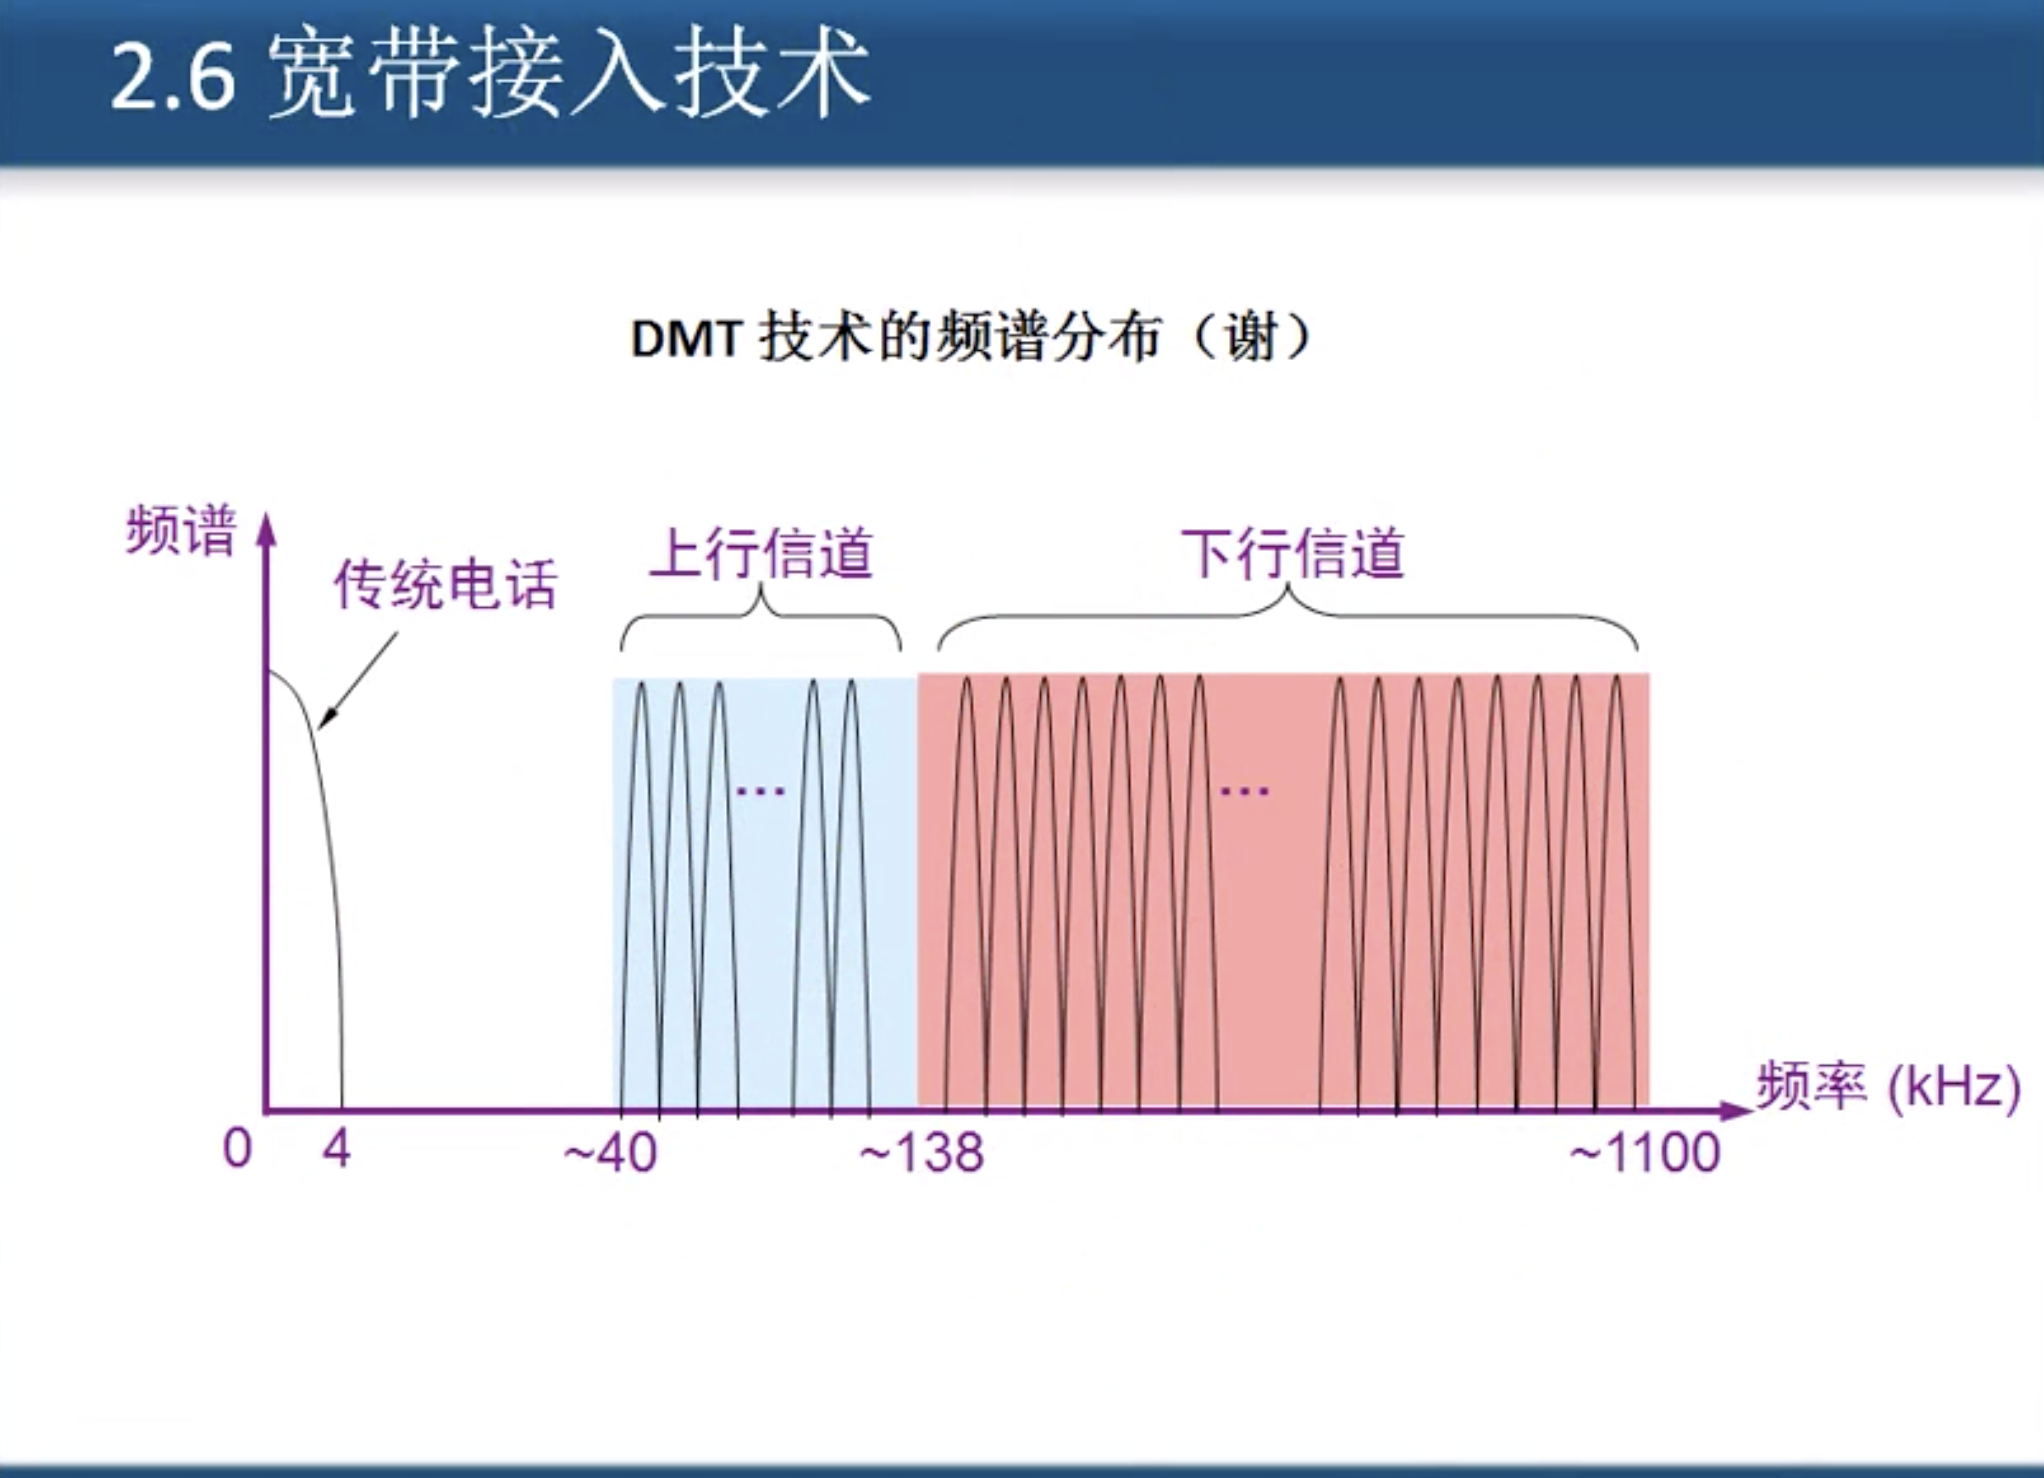 2.6 宽带接入技术
DMT 技术的频谱分布（谢）
频谱
传统电话
上行信道
下行信道
...
...
频率 (kHz)
0
4
~40
~138
~1100